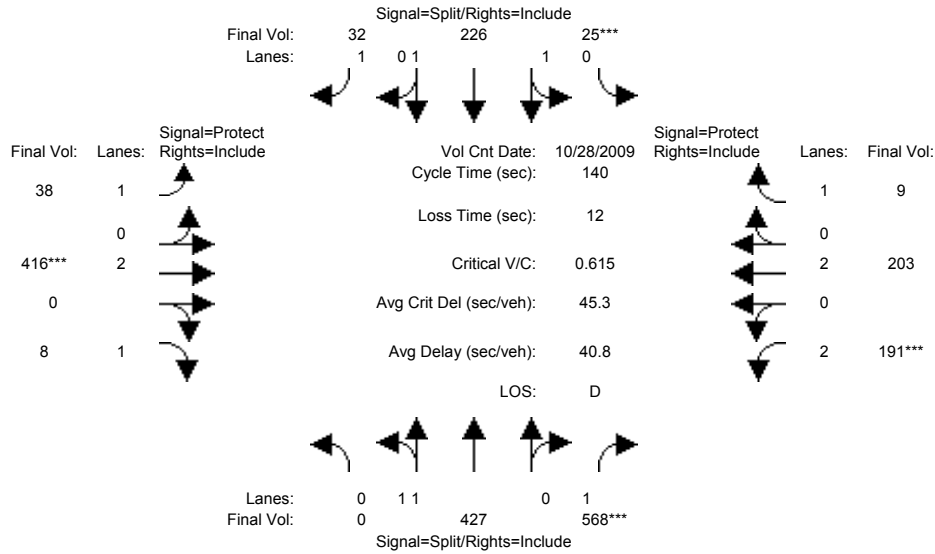 Signal=Split/Rights=Include
Final Vol: 32 226 25***
Lanes: 1 0 1 1 0
Signal=Protect Signal=Protect
Final Vol: Lanes: Rights=Include Vol Cnt Date: 10/28/2009 Rights=Include Lanes: Final Vol:
Cycle Time (sec): 140
38 1 1 9
Loss Time (sec): 12
0 0
416*** 2 Critical V/C: 0.615 2 203
0 Avg Crit Del (sec/veh): 45.3 0
8 1 Avg Delay (sec/veh): 40.8 2 191***
LOS: D
Lanes: 0 1 1 0 1
Final Vol: 0 427 568***
Signal=Split/Rights=Include